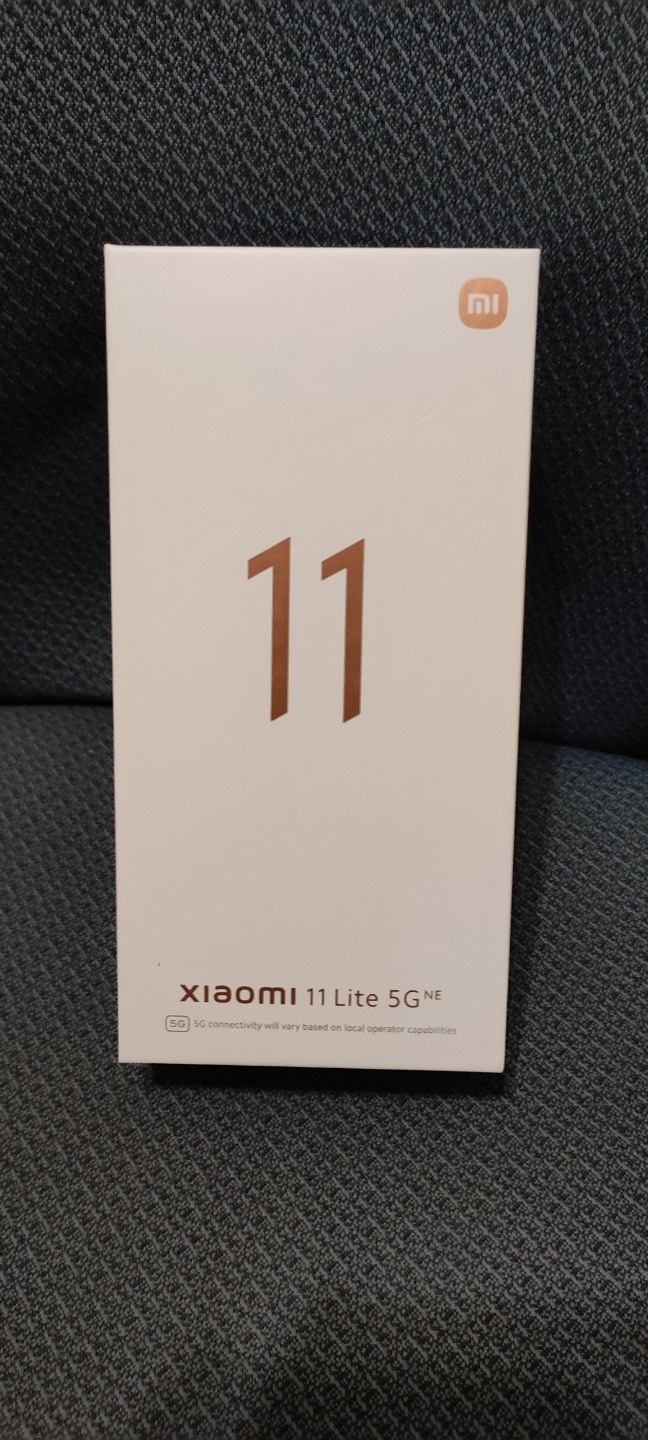 mi
11
xiaomi 11 Lite 5G NE
5G 5G connectivity will vary based on local operator capabilities